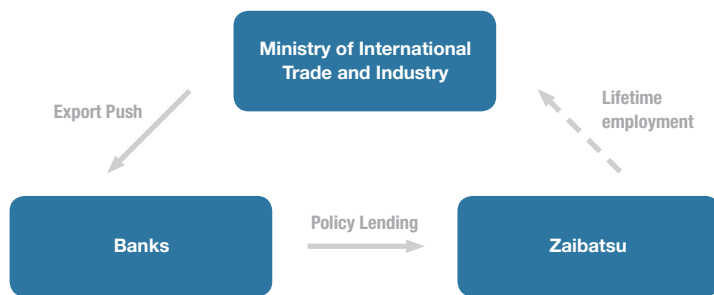 Ministry of International
Trade and Industry
Export Push
Lifetime
employment
Banks
Policy Lending
Zaibatsu